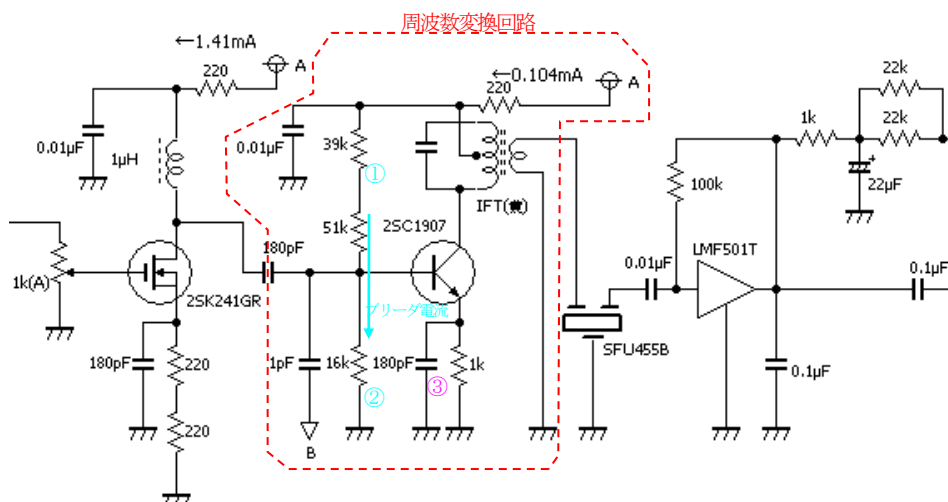 周波数変換回路
←1.41mA
220
A
←0.104mA
220
A
0.01μF
1μH
0.01μF
39k
①
IFT(黒)
51k
2SC1907
180pF
1k(A)
2SK241GR
ブリーダ電流
180pF
220
220
1pF
16k
②
180pF
③
1k
B
22k
1k
22k
+
22μF
100k
LMF501T
0.01μF
0.1μF
SFU455B
0.1μF